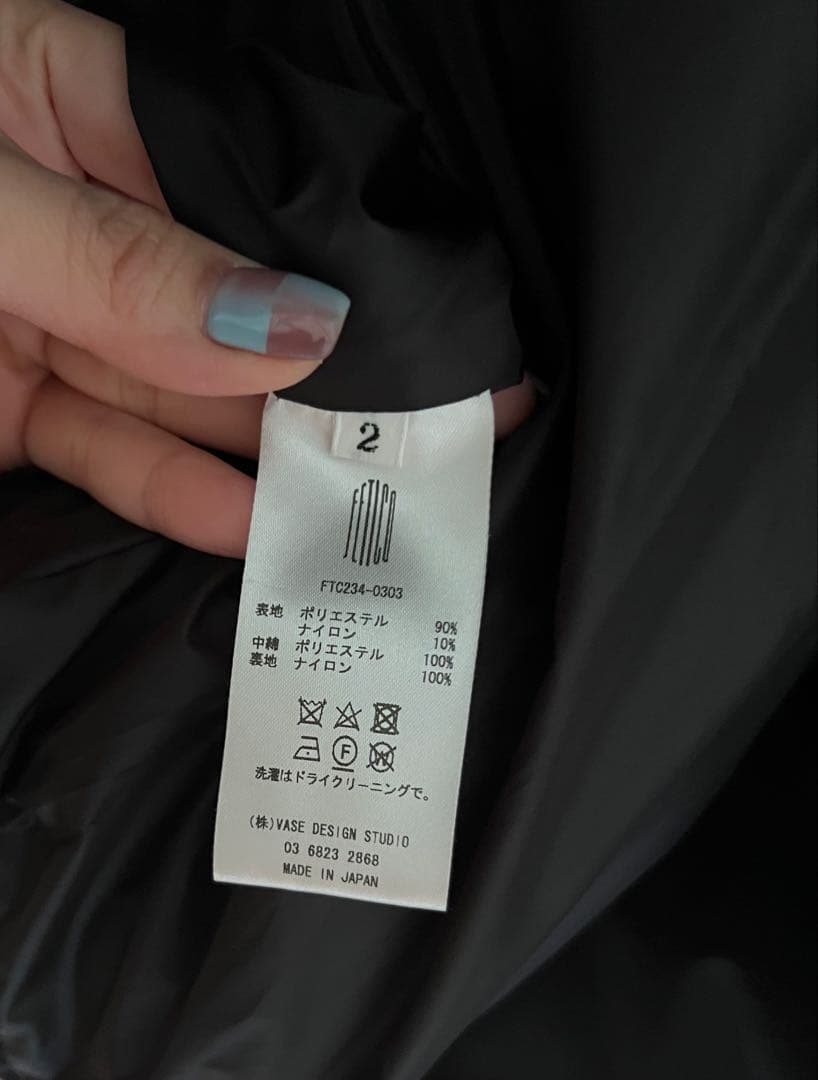 2
FETICO
FTC234-0303
表地 ポリエステル 90%
ナイロン 10%
中綿 ポリエステル 100%
裏地 ナイロン 100%
F
W
洗濯はドライクリーニングで。
(株)VASE DESIGN STUDIO
03 6823 2868
MADE IN JAPAN